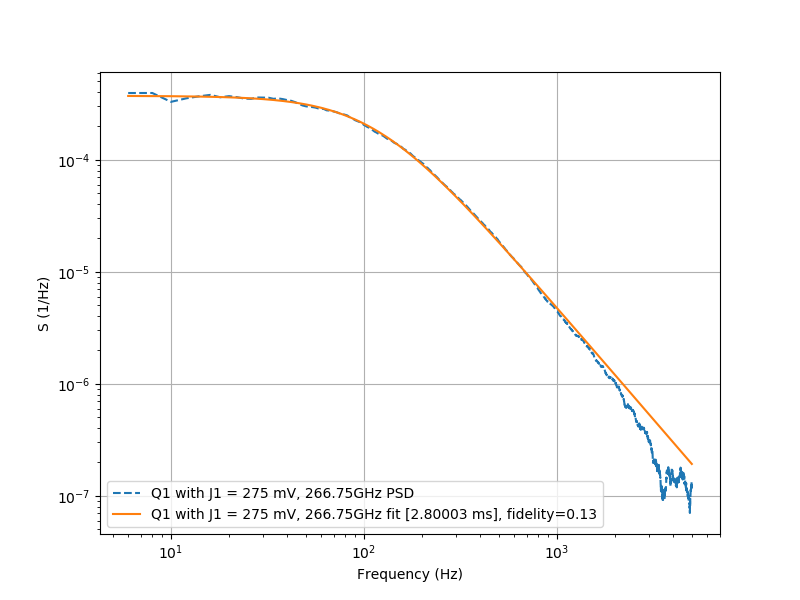 10⁻⁴
10⁻⁵
10⁻⁶
10⁻⁷
S (1/Hz)
Q1 with J1 = 275 mV, 266.75GHz PSD
Q1 with J1 = 275 mV, 266.75GHz fit [2.80003 ms], fidelity=0.13
10¹ 10² 10³
Frequency (Hz)